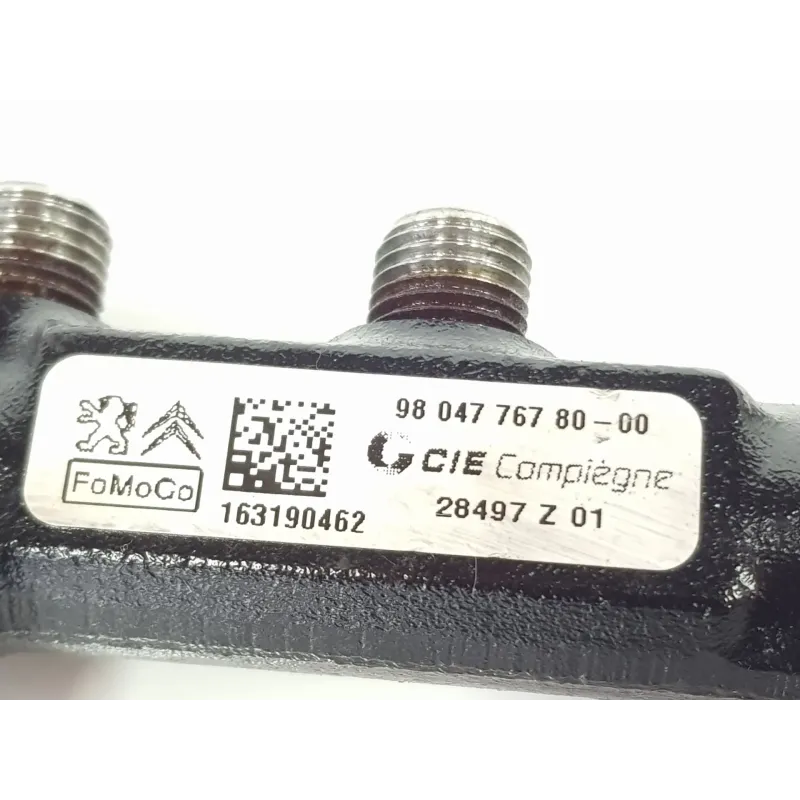 FoMoCo
163190462
98 047 767 80-00
CIE Compiègne
28497 Z 01